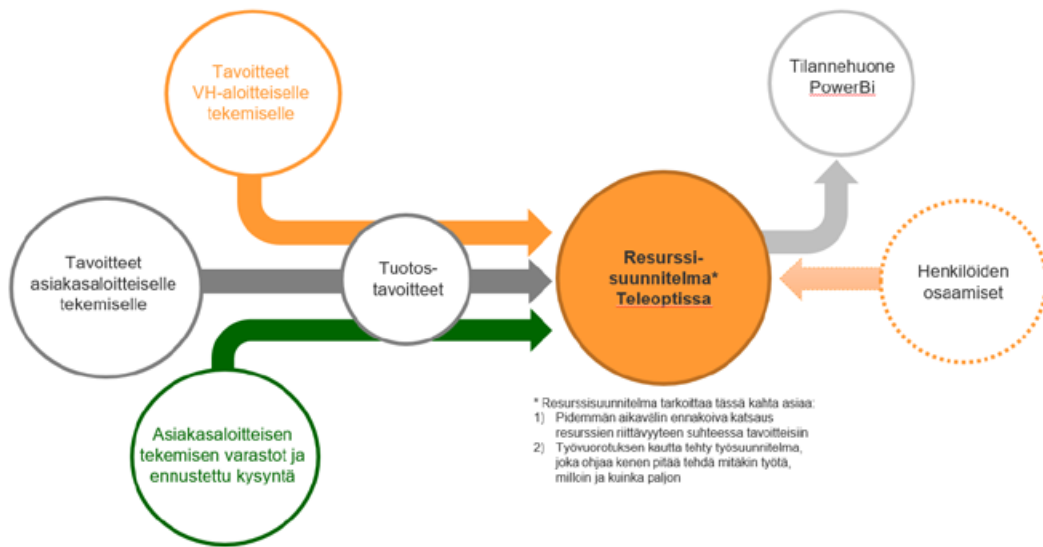 Tavoitteet
VH-aloitteiselle
tekemiselle
Tilannehuone
PowerBi
Tavoitteet
asiakasaloitteiselle
tekemiselle
Tuotos-
tavoitteet
Resurssi-
suunnitelma*
Teleoptissa
Henkilöiden
osaamiset
Asiakasaloitteisen
tekemisen varastot ja
ennustettu kysyntä
* Resurssisuunnitelma tarkoittaa tässä kahta asiaa:
1) Pidemmän aikavälin ennakoiva katsaus
resurssien riittävyyteen suhteessa tavoitteisiin
2) Työvuorotuksen kautta tehty työsuunnitelma,
joka ohjaa kenen pitää tehdä mitäkin työtä,
milloin ja kuinka paljon